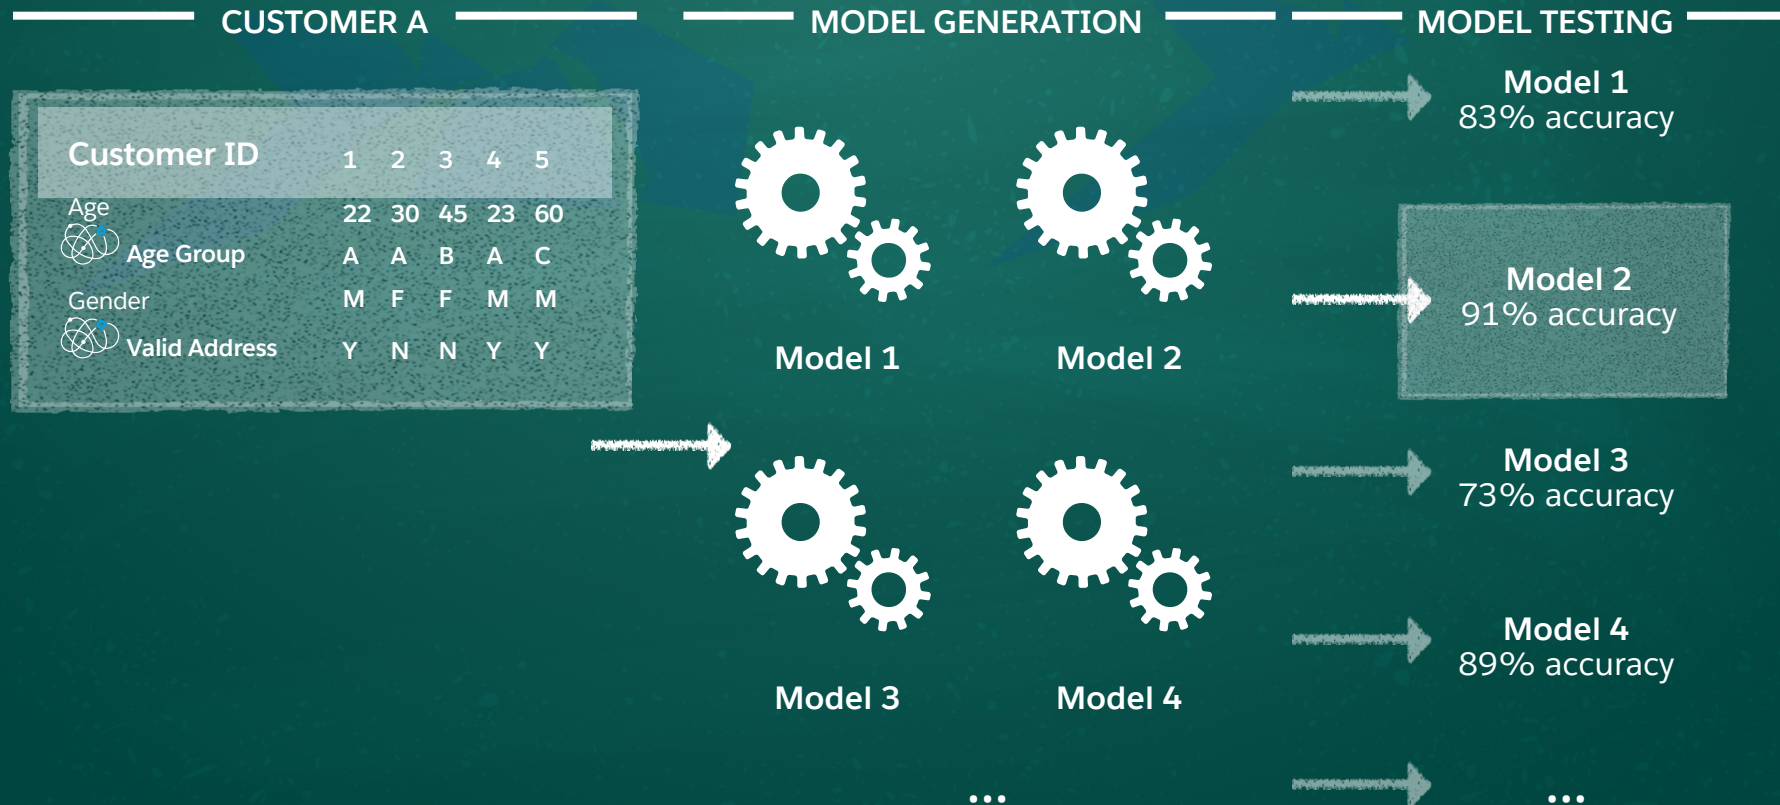 CUSTOMER A
Customer ID 1 2 3 4 5
Age 22 30 45 23 60
Age Group A A B A C
Gender M F F M M
Valid Address Y N N Y Y
MODEL GENERATION
Model 1 Model 2
Model 3 Model 4
...
MODEL TESTING
Model 1
83% accuracy
Model 2
91% accuracy
Model 3
73% accuracy
Model 4
89% accuracy
...